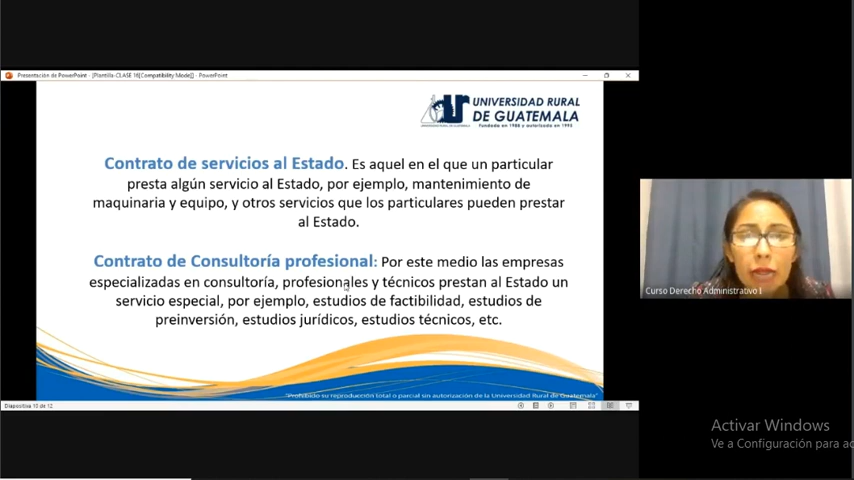 Presentación de PowerPoint - [Plantilla-CLASE 16[Compatibility Mode]] - PowerPoint
UNIVERSIDAD RURAL
DE GUATEMALA
Fundada en 1988 y autorizada en 1995
Contrato de servicios al Estado. Es aquel en el que un particular
presta algún servicio al Estado, por ejemplo, mantenimiento de
maquinaria y equipo, y otros servicios que los particulares pueden prestar
al Estado.
Contrato de Consultoría profesional: Por este medio las empresas
especializadas en consultoría, profesionales y técnicos prestan al Estado un
servicio especial, por ejemplo, estudios de factibilidad, estudios de
preinversión, estudios jurídicos, estudios técnicos, etc.
"Prohibido su reproducción total o parcial sin autorización de la Universidad Rural de Guatemala"
Diapositiva 10 de 12
Curso Derecho Administrativo I
Activar Windows
Ve a Configuración para ac